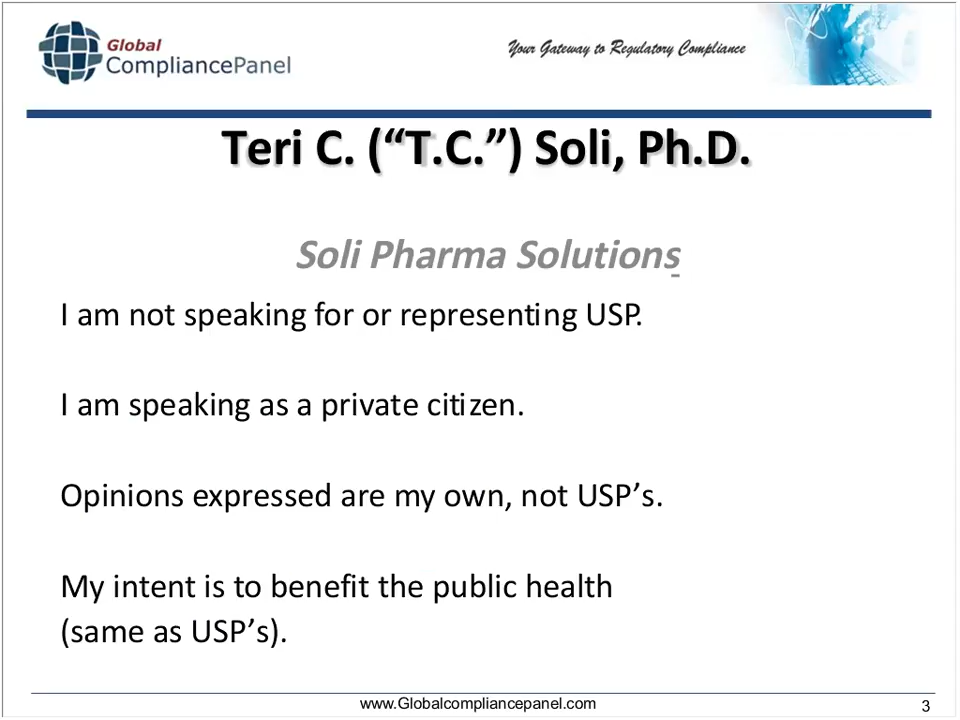 Global
CompliancePanel
Your Gateway to Regulatory Compliance
Teri C. (“T.C.”) Soli, Ph.D.
Soli Pharma Solutions
I am not speaking for or representing USP.
I am speaking as a private citizen.
Opinions expressed are my own, not USP’s.
My intent is to benefit the public health
(same as USP’s).
www.Globalcompliancepanel.com
3